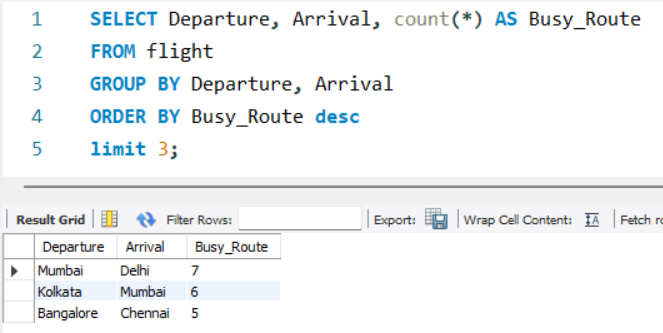 1 SELECT Departure, Arrival, count(*) AS Busy_Route
2 FROM flight
3 GROUP BY Departure, Arrival
4 ORDER BY Busy_Route desc
5 limit 3;
Result Grid Filter Rows: Export: Wrap Cell Content: Fetch
Departure Arrival Busy_Route
Mumbai Delhi 7
Kolkata Mumbai 6
Bangalore Chennai 5